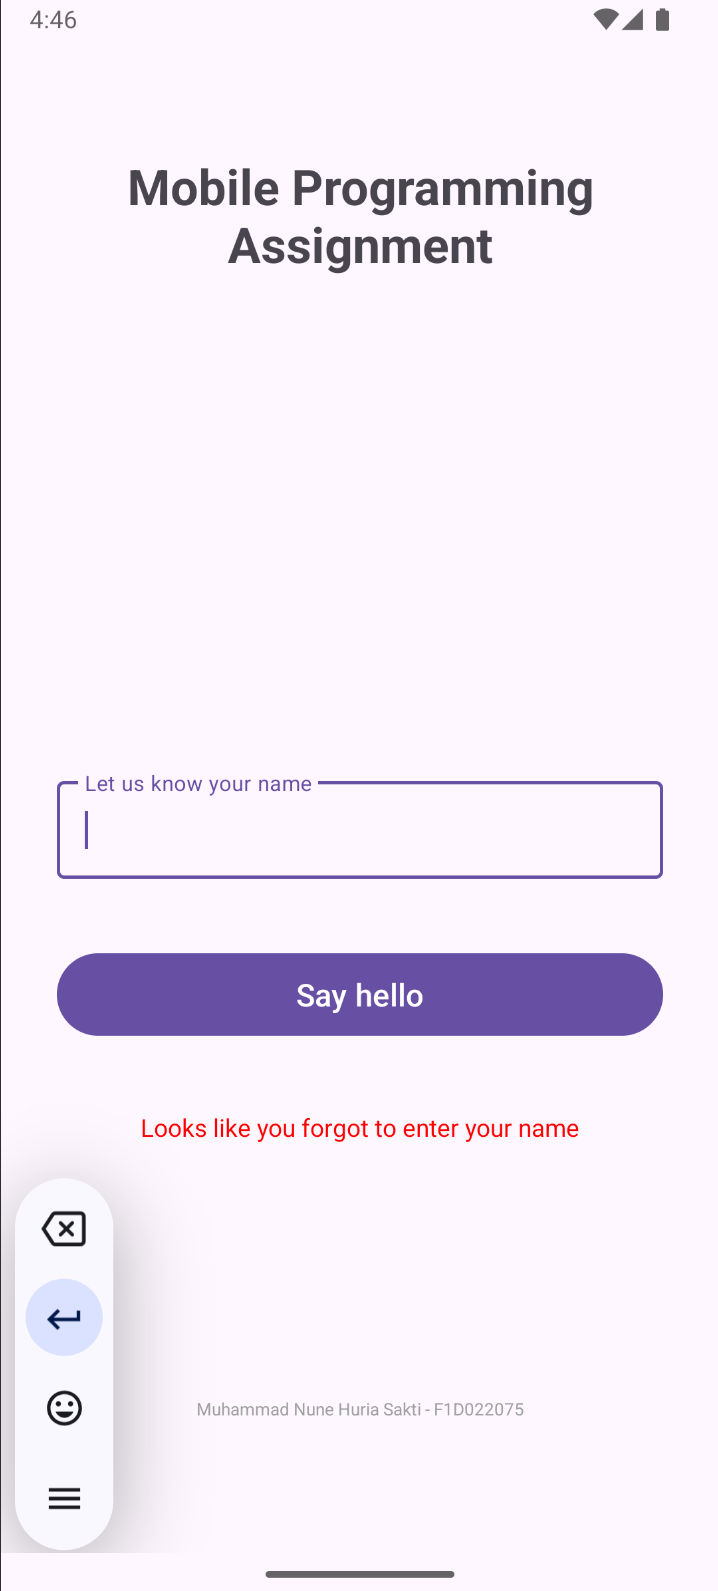 4:46
Mobile Programming
Assignment
Let us know your name
Say hello
Looks like you forgot to enter your name
Muhammad Nune Huria Sakti - F1D022075